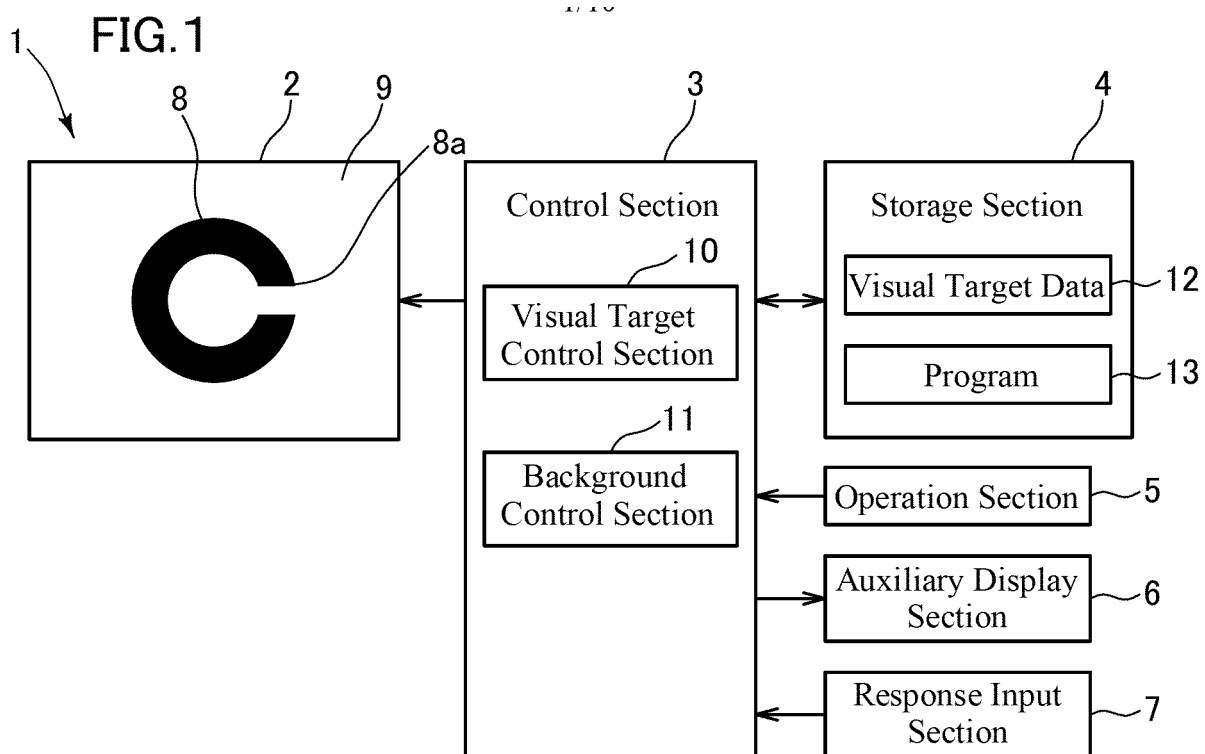 FIG.1
1
8
2
9
8a
3
4
Control Section
Storage Section
10
Visual Target
Control Section
Visual Target Data
12
Program
13
11
Background
Control Section
Operation Section
5
Auxiliary Display
Section
6
Response Input
Section
7